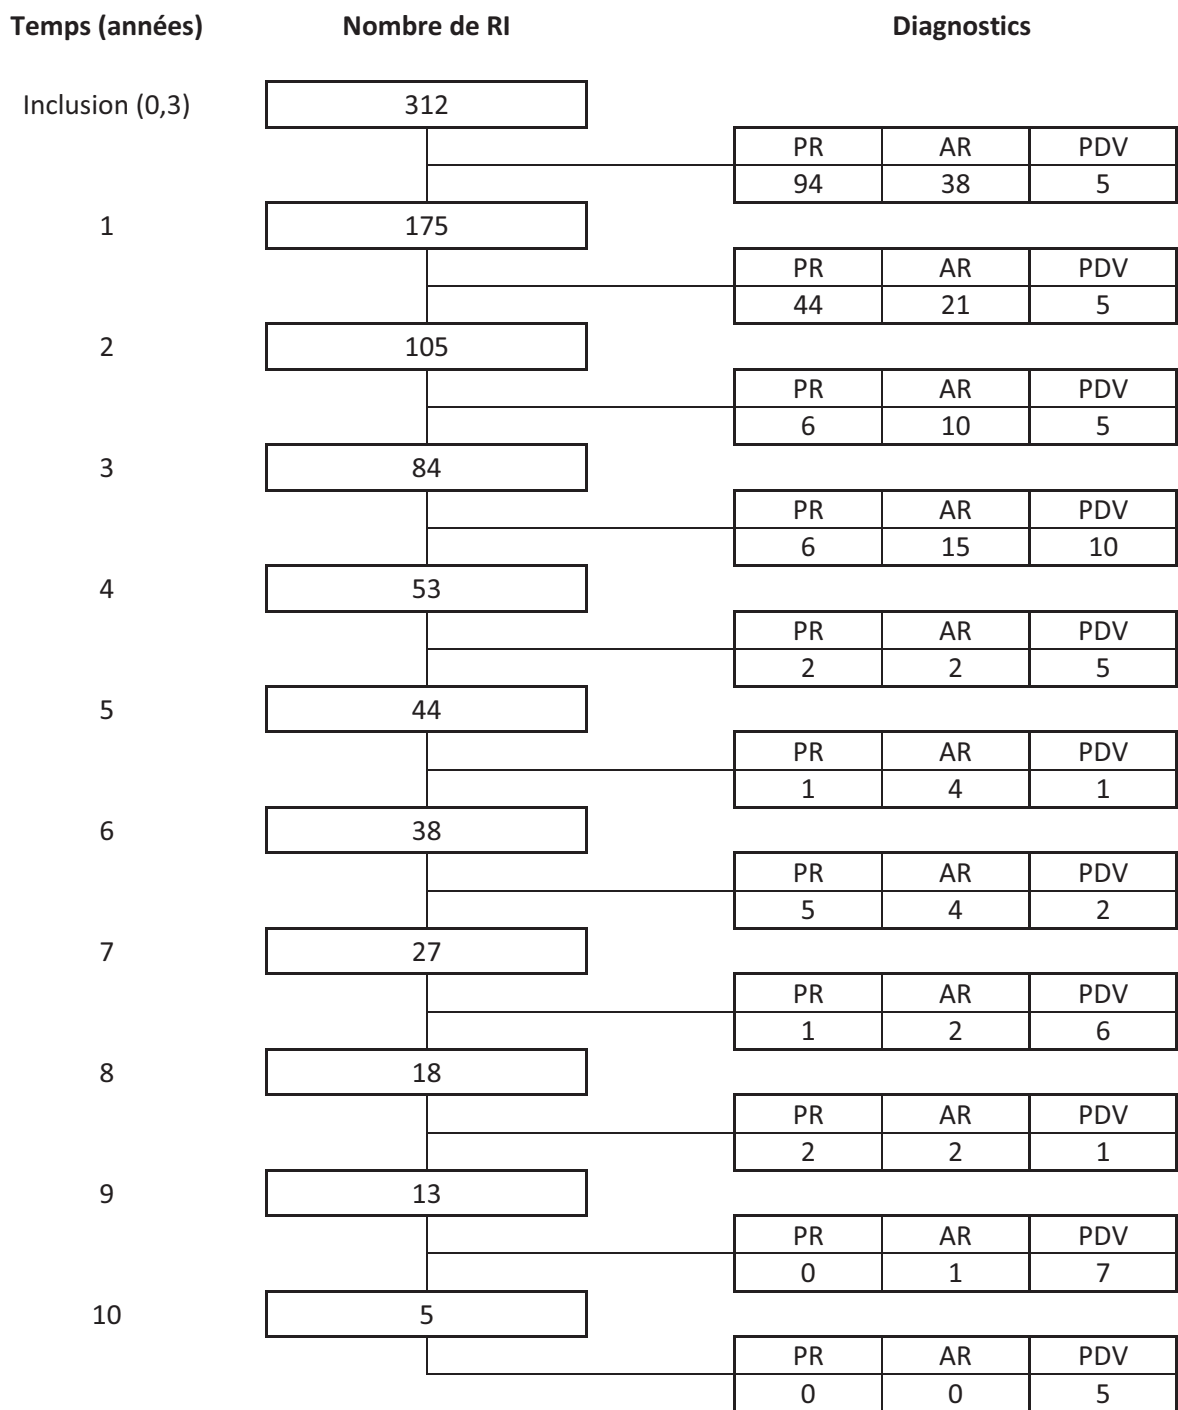 Temps (années) Nombre de RI Diagnostics
Inclusion (0,3) 312
PR AR PDV
94 38 5
1 175
PR AR PDV
44 21 5
2 105
PR AR PDV
6 10 5
3 84
PR AR PDV
6 15 10
4 53
PR AR PDV
2 2 5
5 44
PR AR PDV
1 4 1
6 38
PR AR PDV
5 4 2
7 27
PR AR PDV
1 2 6
8 18
PR AR PDV
2 2 1
9 13
PR AR PDV
0 1 7
10 5
PR AR PDV
0 0 5